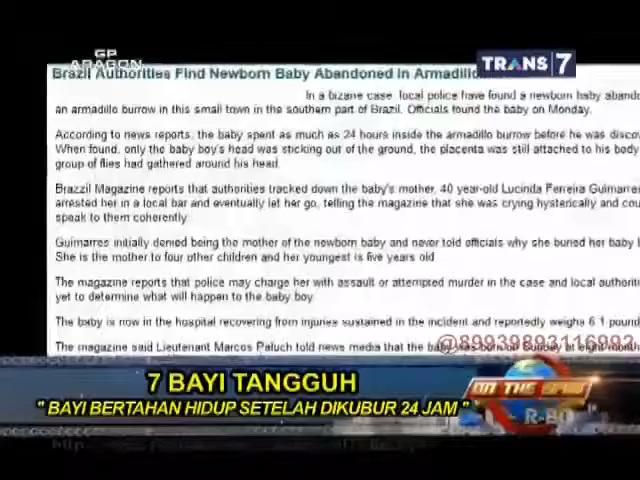 GP
ARAGON
TRANS 7
Brazil Authorities Find Newborn Baby Abandoned In Armadillo
In a bizarre case, local police have found a newborn baby aband
an armadillo burrow in this small town in the southern part of Brazil. Officials found the baby on Monday.
According to news reports, the baby spent as much as 24 hours inside the armadillo burrow before he was disco
When found, only the baby boy's head was sticking out of the ground, the placenta was still attached to his body
group of flies had gathered around his head.
Brazzil Magazine reports that authorities tracked down the baby's mother, 40 year-old Lucinda Ferreira Guimarre
arrested her in a local bar and eventually let her go, telling the magazine that she was crying hysterically and cou
speak to them coherently.
Guimarres initially denied being the mother of the newborn baby and never told officials why she buried her baby
She is the mother to four other children and her youngest is five years old
The magazine reports that police may charge her with assault or attempted murder in the case and local authoriti
yet to determine what will happen to the baby boy
The baby is now in the hospital recovering from injuries sustained in the incident and reportedly weighs 6.1 pound
The magazine said Lieutenant Marcos Paluch told news media that the baby was born on Sunday at eight month
@89939893116992
7 BAYI TANGGUH
" BAYI BERTAHAN HIDUP SETELAH DIKUBUR 24 JAM "
ON THE SPOT